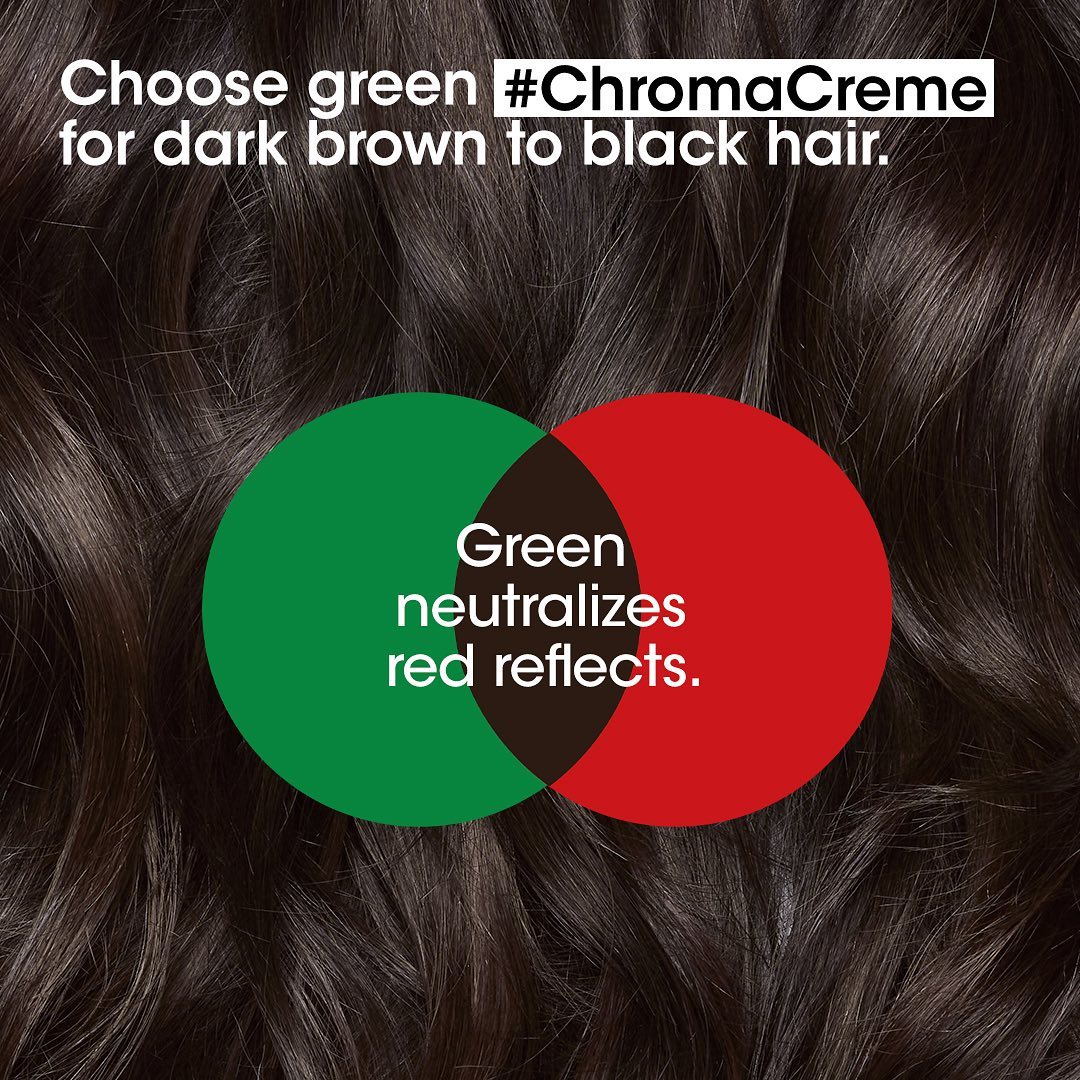 Choose green #ChromaCreme
for dark brown to black hair.
Green
neutralizes
red reflects.